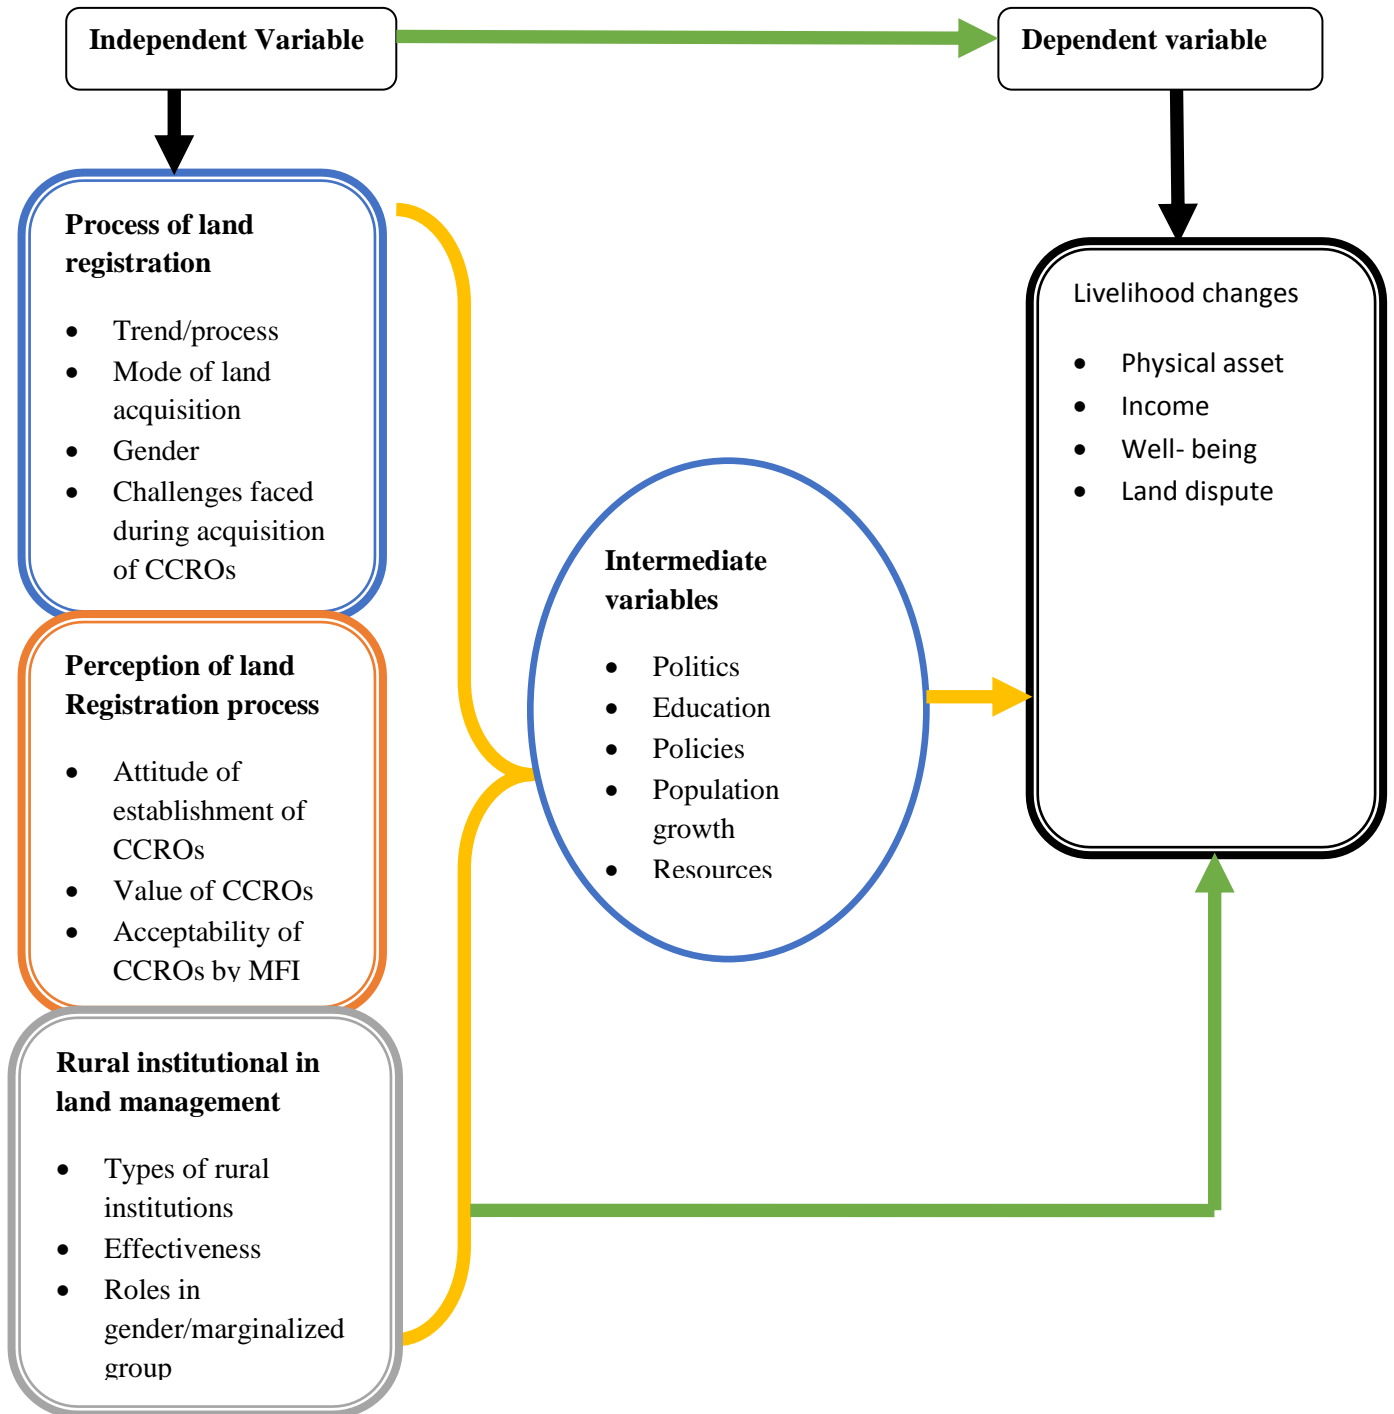 Independent Variable
Dependent variable
Process of land
registration
• Trend/process
• Mode of land
acquisition
• Gender
• Challenges faced
during acquisition
of CCROs
Perception of land
Registration process
• Attitude of
establishment of
CCROs
• Value of CCROs
• Acceptability of
CCROs by MFI
Rural institutional in
land management
• Types of rural
institutions
• Effectiveness
• Roles in
gender/marginalized
group
Intermediate
variables
• Politics
• Education
• Policies
• Population
growth
• Resources
Livelihood changes
• Physical asset
• Income
• Well- being
• Land dispute